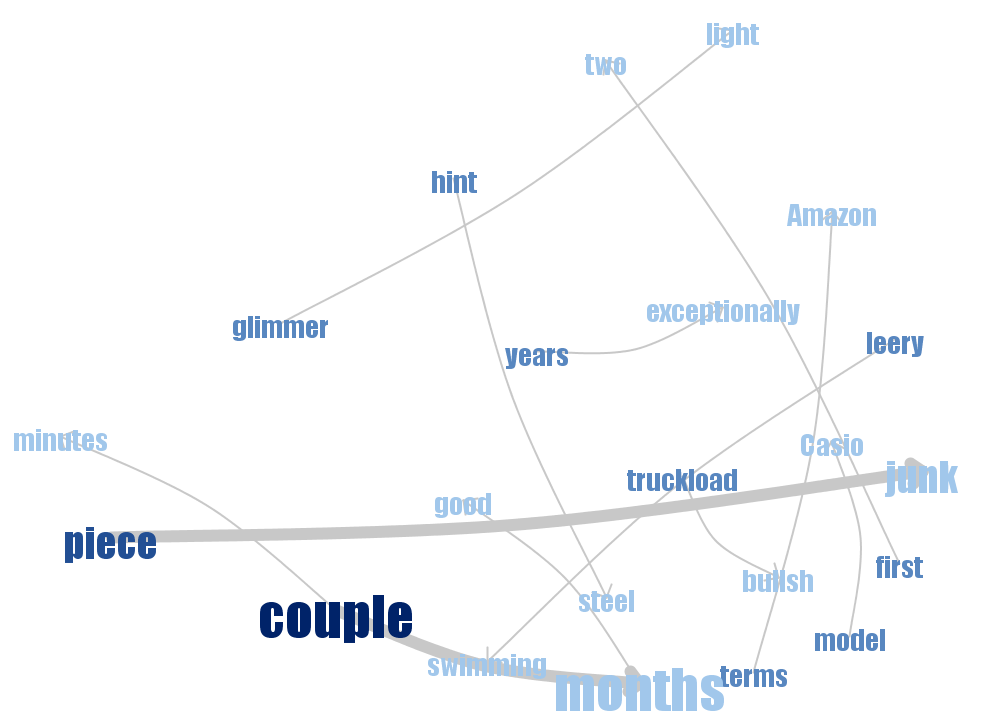 light
two
hint
Amazon
exceptionally
glimmer
years
leery
minutes
Casio
junk
truckload
good
piece
first
bullsh
steel
couple
model
swimming
terms
months